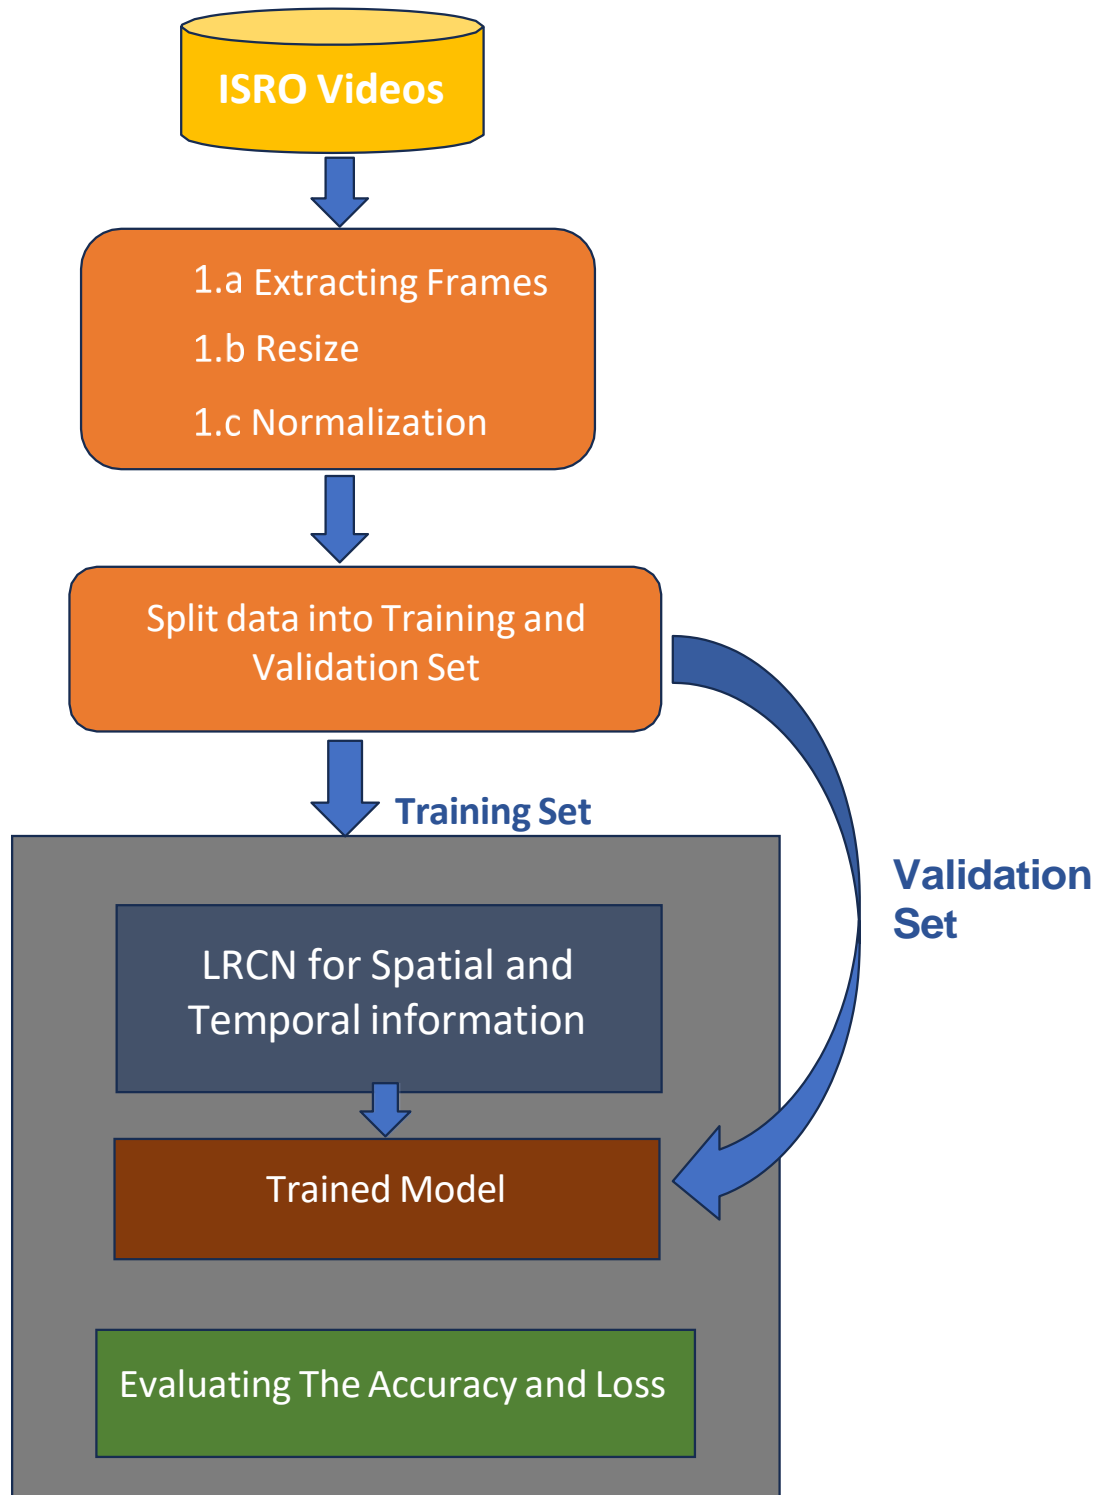 ISRO Videos
1.a Extracting Frames
1.b Resize
1.c Normalization
Split data into Training and
Validation Set
Training Set
Validation
Set
LRCN for Spatial and
Temporal information
Trained Model
Evaluating The Accuracy and Loss